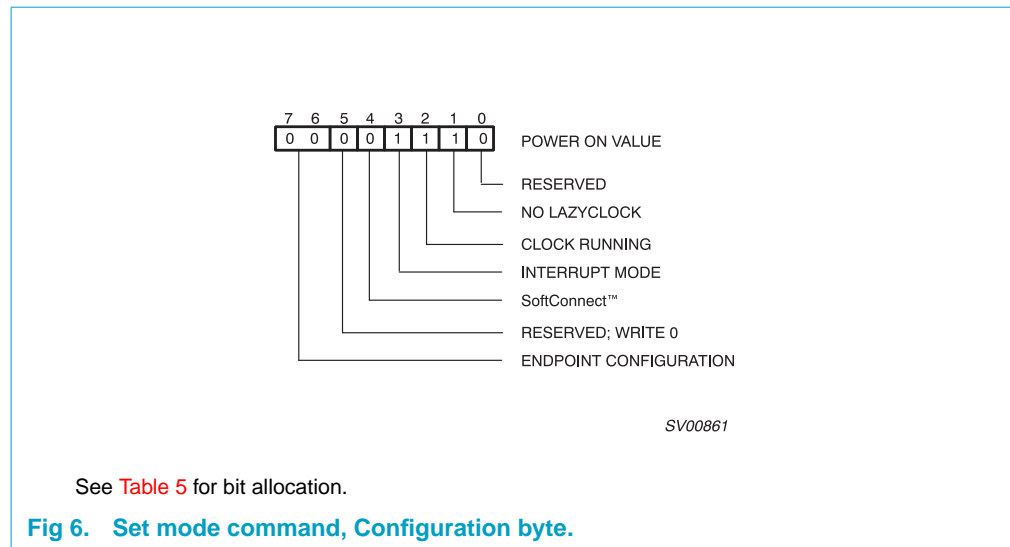 7 6 5 4 3 2 1 0
0 0 0 0 1 1 1 0 POWER ON VALUE
RESERVED
NO LAZYCLOCK
CLOCK RUNNING
INTERRUPT MODE
SoftConnect™
RESERVED; WRITE 0
ENDPOINT CONFIGURATION
SV00861
See Table 5 for bit allocation.
Fig 6. Set mode command, Configuration byte.